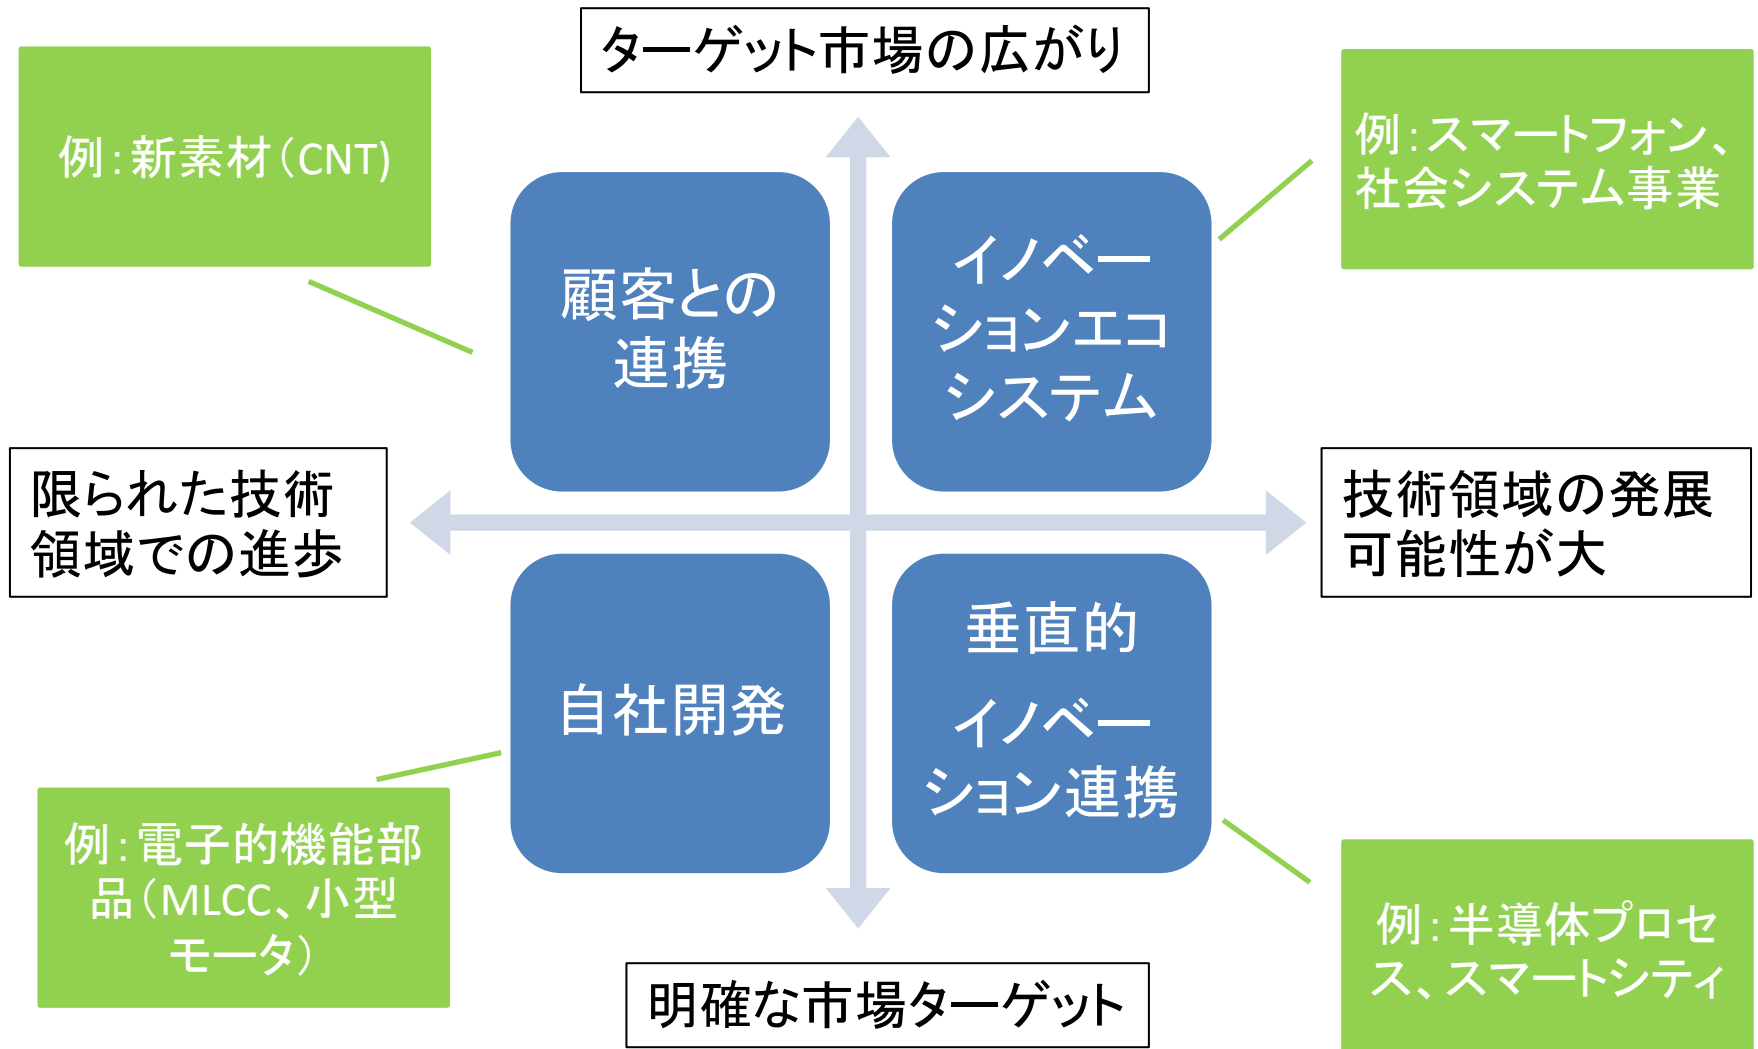 ターゲット市場の広がり
例：新素材（CNT)
例：スマートフォン、
社会システム事業
顧客との
連携
イノベー
ションエコ
システム
限られた技術
領域での進歩
技術領域の発展
可能性が大
自社開発
垂直的
イノベー
ション連携
例：電子的機能部
品（MLCC、小型
モータ）
例：半導体プロセ
ス、スマートシティ
明確な市場ターゲット